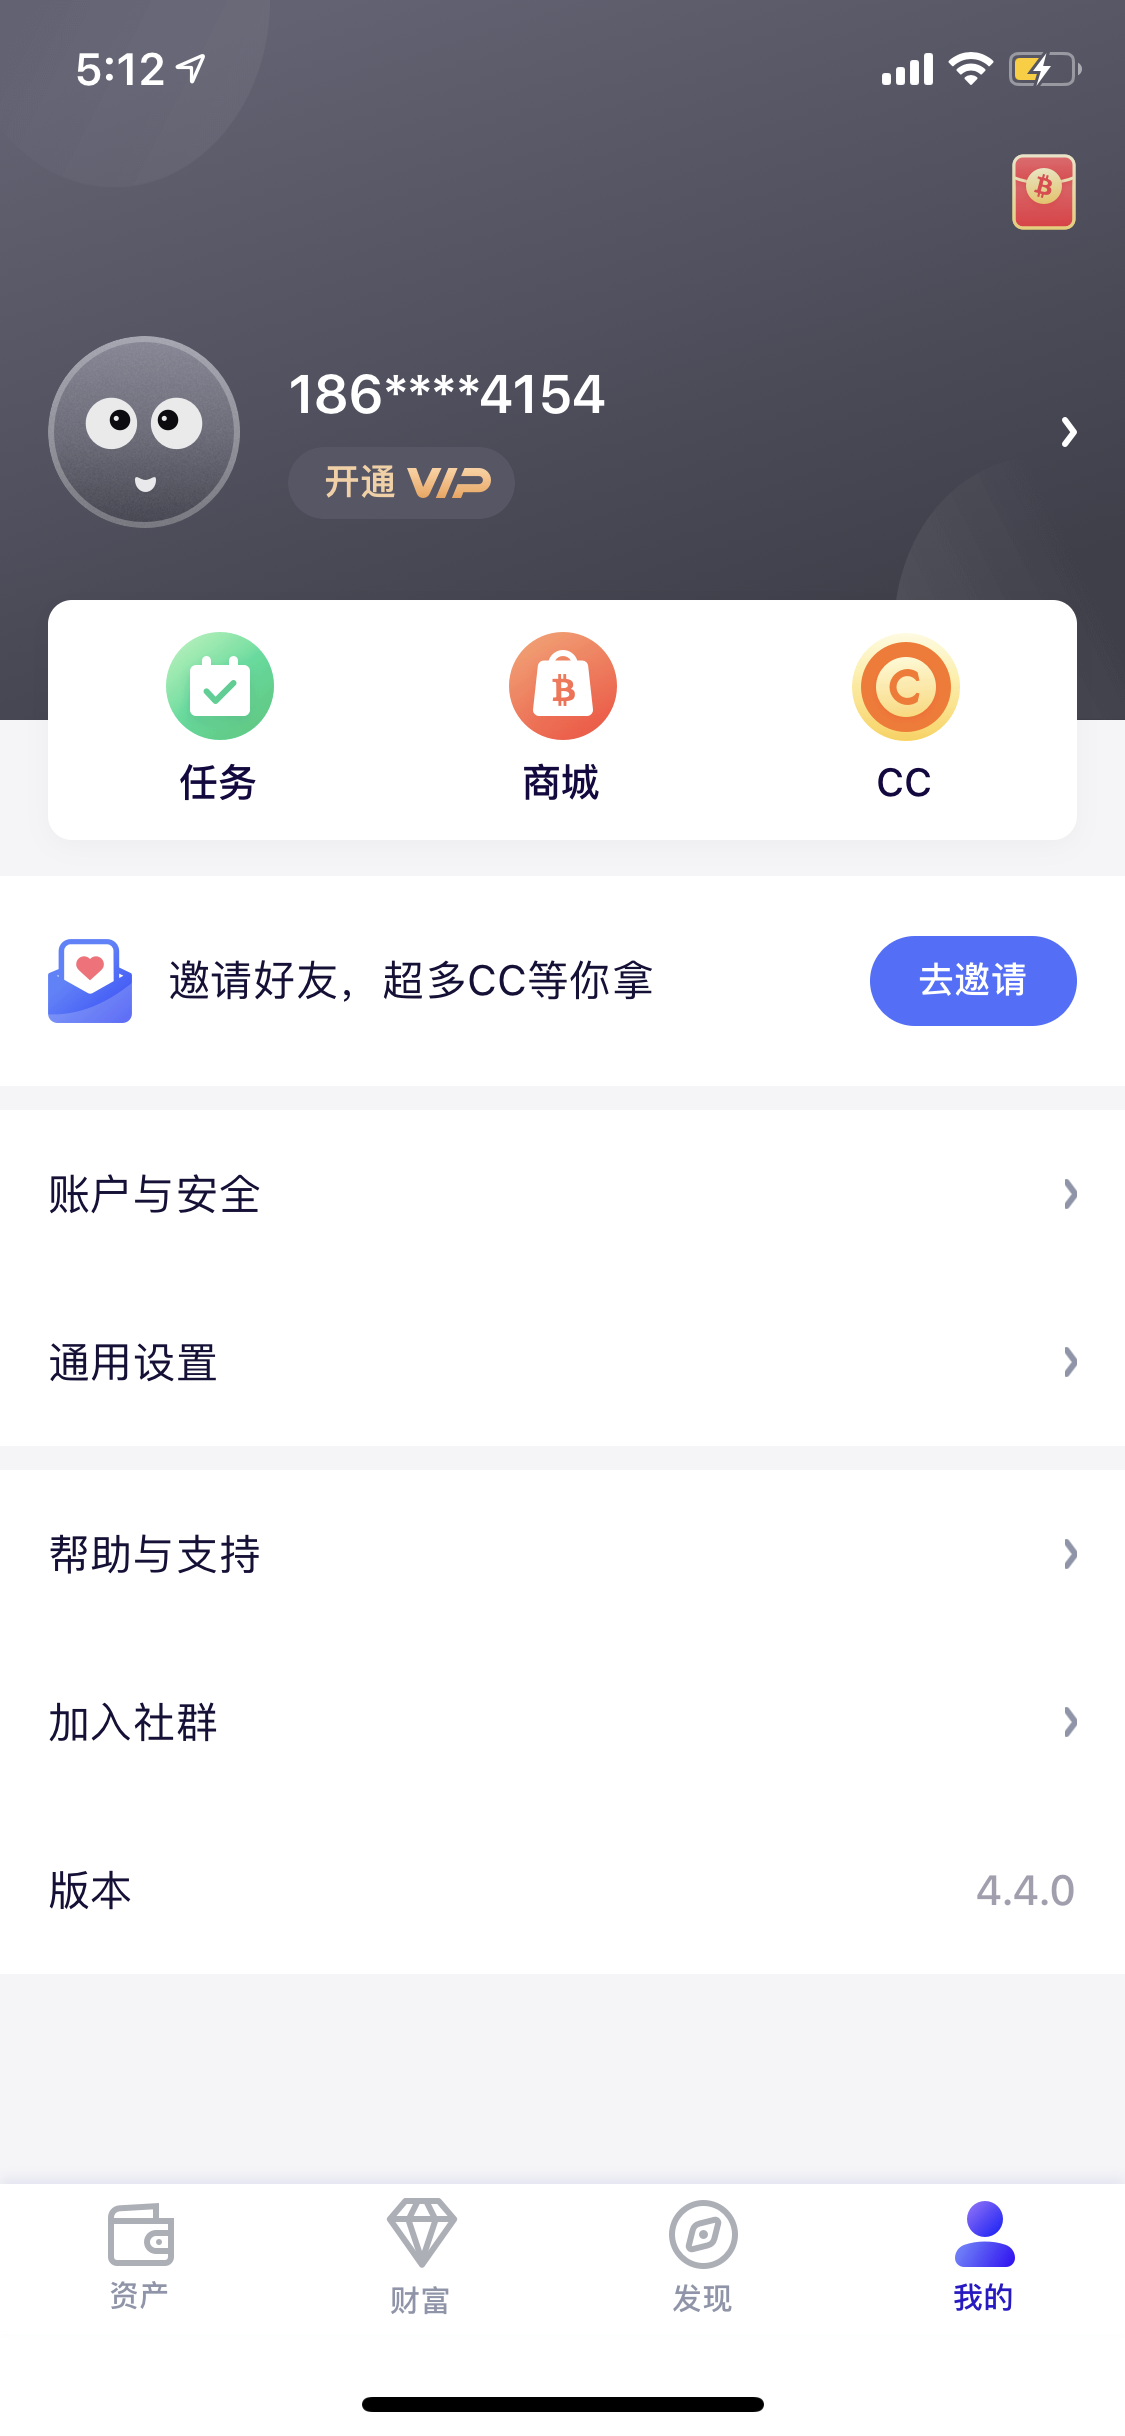 5:12
186****4154
开通 VIP
任务
商城
CC
邀请好友，超多CC等你拿
去邀请
账户与安全
通用设置
帮助与支持
加入社群
版本
4.4.0
资产
财富
发现
我的